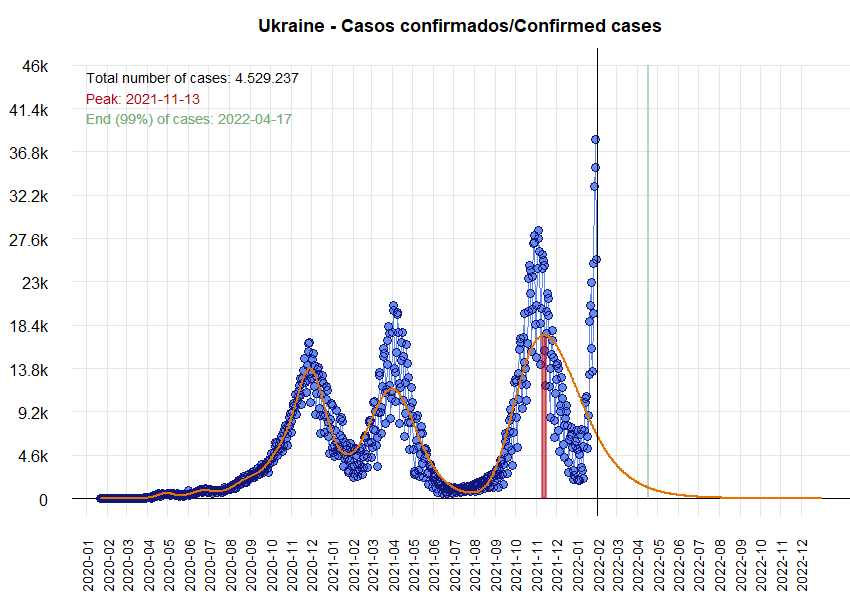 Ukraine - Casos confirmados/Confirmed cases
46k
Total number of cases: 4.529.237
Peak: 2021-11-13
End (99%) of cases: 2022-04-17
41.4k
36.8k
32.2k
27.6k
23k
18.4k
13.8k
9.2k
4.6k
0
2020-01
2020-02
2020-03
2020-04
2020-05
2020-06
2020-07
2020-08
2020-09
2020-10
2020-11
2020-12
2021-01
2021-02
2021-03
2021-04
2021-05
2021-06
2021-07
2021-08
2021-09
2021-10
2021-11
2021-12
2022-01
2022-02
2022-03
2022-04
2022-05
2022-06
2022-07
2022-08
2022-09
2022-10
2022-11
2022-12